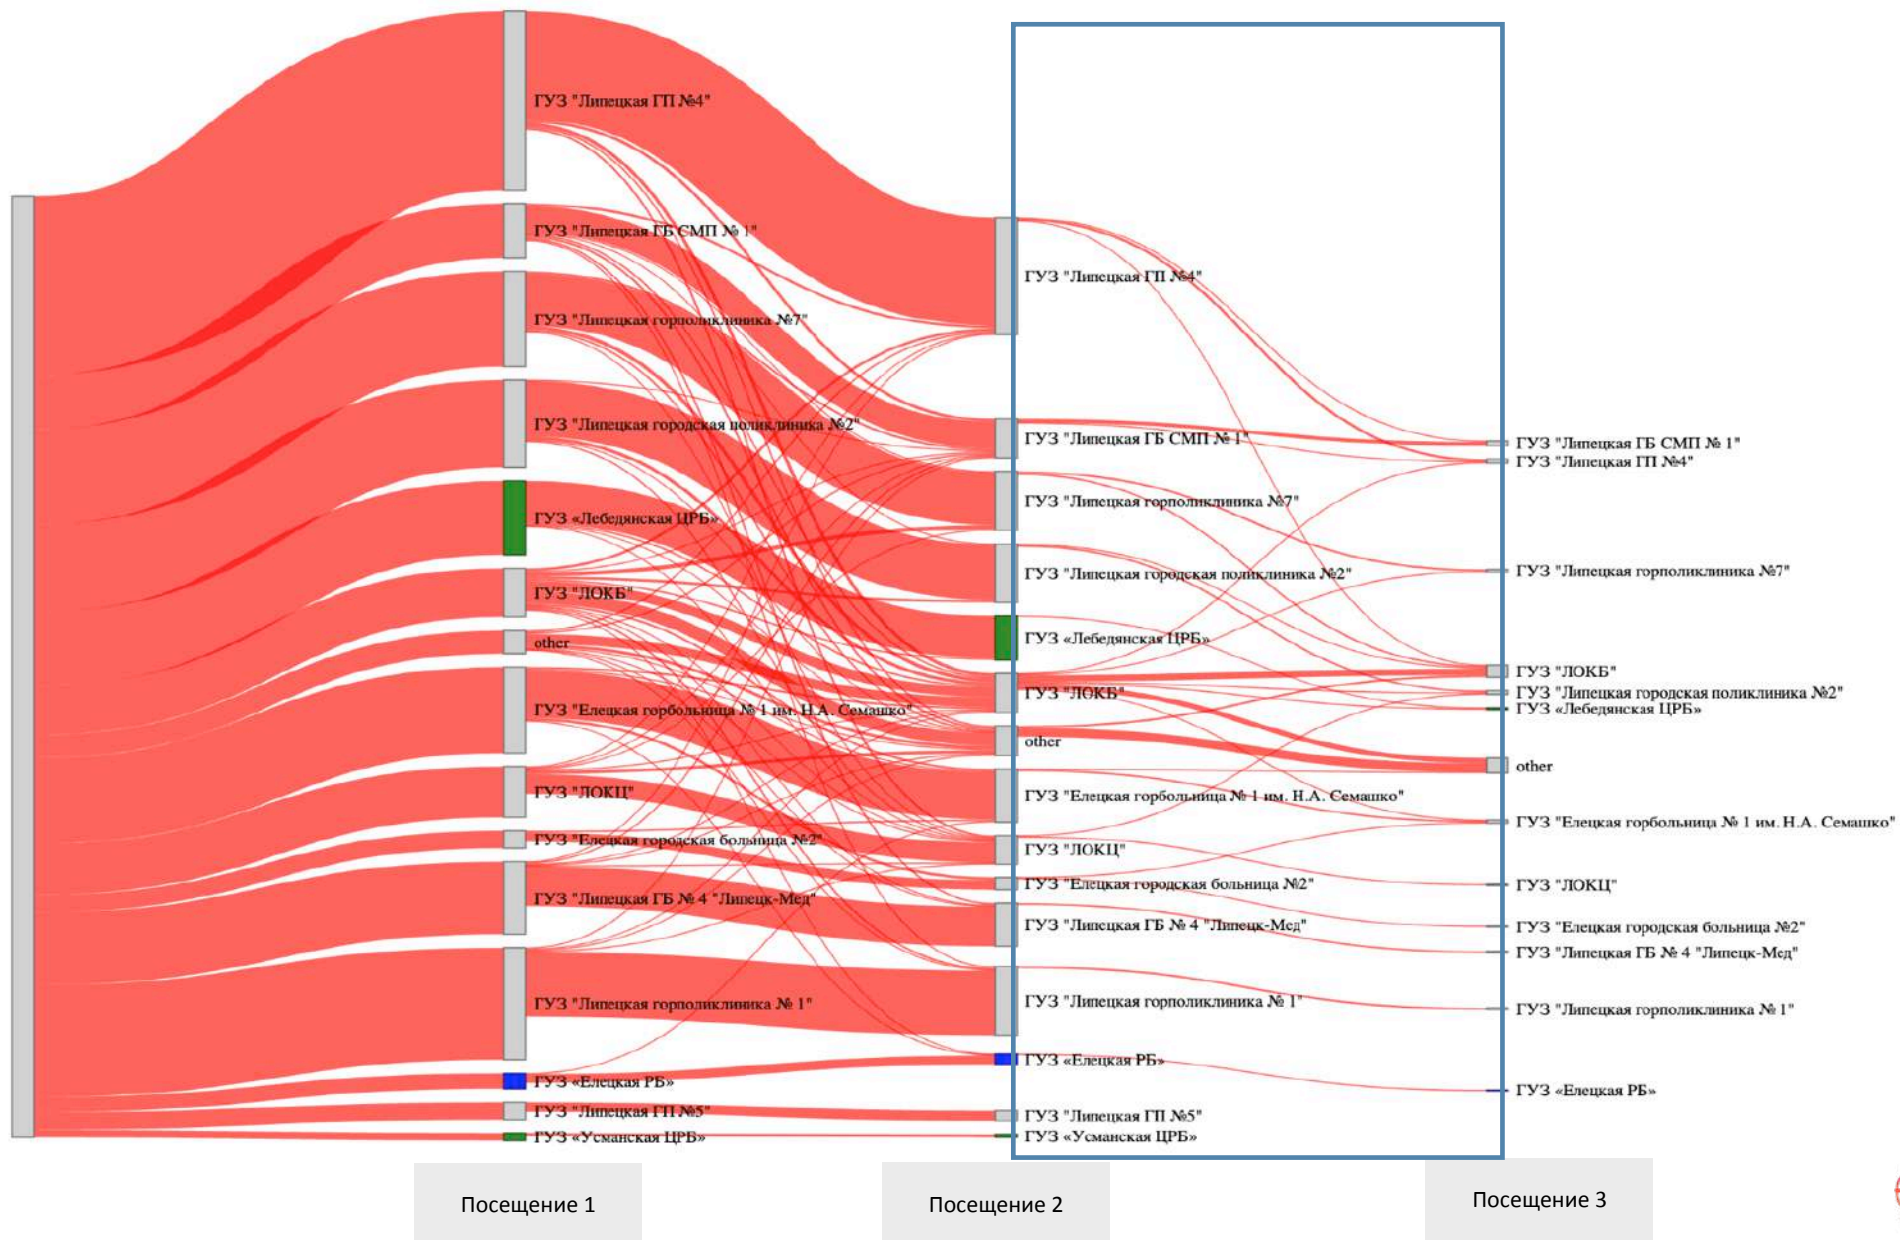 ГУЗ "Липецкая ГП №4"
ГУЗ "Липецкая ГБ СМП № 1"
ГУЗ "Липецкая горполиклиника №7"
ГУЗ "Липецкая городская поликлиника №2"
ГУЗ «Лебедянская ЦРБ»
ГУЗ "ЛОКБ"
other
ГУЗ "Елецкая горбольница № 1 им. Н.А. Семашко"
ГУЗ "ЛОКЦ"
ГУЗ "Елецкая городская больница №2"
ГУЗ "Липецкая ГБ № 4 "Липецк-Мед"
ГУЗ "Липецкая горполиклиника № 1"
ГУЗ «Елецкая РБ»
ГУЗ "Липецкая ГП №5"
ГУЗ «Усманская ЦРБ»
ГУЗ "Липецкая ГП №4"
ГУЗ "Липецкая ГБ СМП № 1"
ГУЗ "Липецкая горполиклиника №7"
ГУЗ "Липецкая городская поликлиника №2"
ГУЗ «Лебедянская ЦРБ»
ГУЗ "ЛОКБ"
other
ГУЗ "Елецкая горбольница № 1 им. Н.А. Семашко"
ГУЗ "ЛОКЦ"
ГУЗ "Елецкая городская больница №2"
ГУЗ "Липецкая ГБ № 4 "Липецк-Мед"
ГУЗ "Липецкая горполиклиника № 1"
ГУЗ «Елецкая РБ»
ГУЗ "Липецкая ГП №5"
ГУЗ «Усманская ЦРБ»
ГУЗ "Липецкая ГБ СМП № 1"
ГУЗ "Липецкая ГП №4"
ГУЗ "Липецкая горполиклиника №7"
ГУЗ "ЛОКБ"
ГУЗ "Липецкая городская поликлиника №2"
ГУЗ «Лебедянская ЦРБ»
other
ГУЗ "Елецкая горбольница № 1 им. Н.А. Семашко"
ГУЗ "ЛОКЦ"
ГУЗ "Елецкая городская больница №2"
ГУЗ "Липецкая ГБ № 4 "Липецк-Мед"
ГУЗ "Липецкая горполиклиника № 1"
ГУЗ «Елецкая РБ»
Посещение 1
Посещение 2
Посещение 3